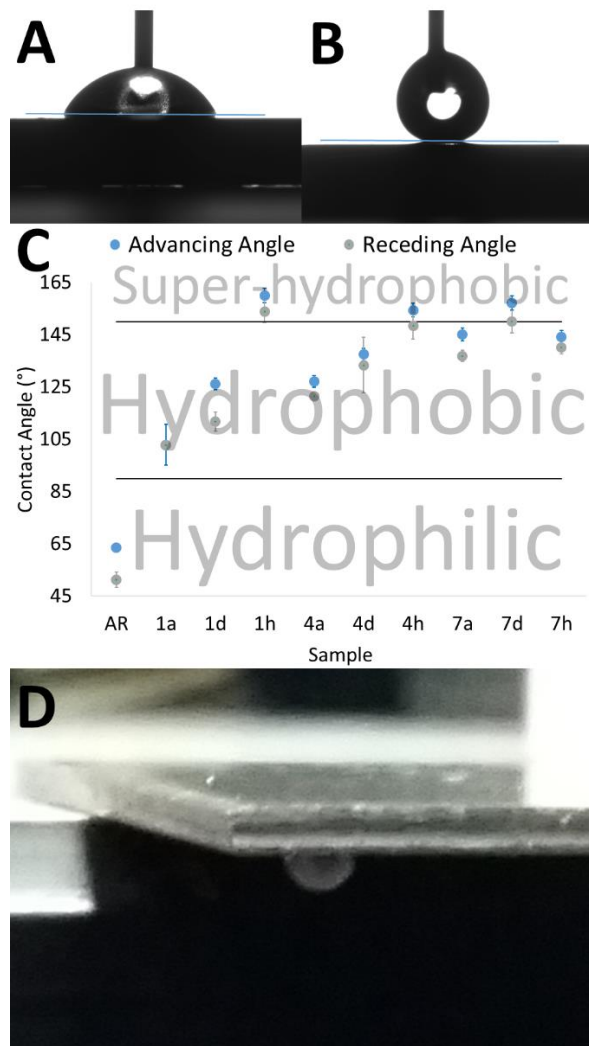 A
B
C
Advancing Angle Receding Angle
165
Super-hydrophobic
145
125
Hydrophobic
105
85
Hydrophilic
65
45
Contact Angle (°)
AR 1a 1d 1h 4a 4d 4h 7a 7d 7h
Sample
D